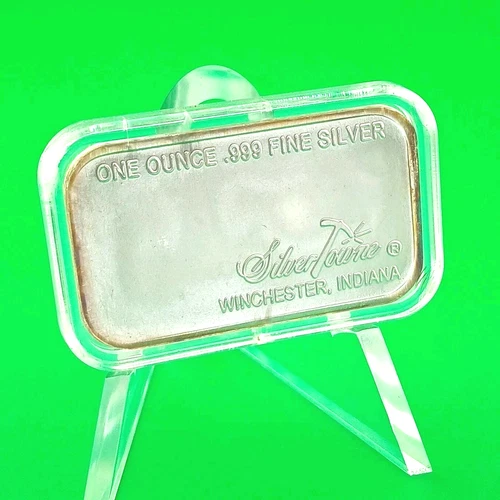 ONE OUNCE .999 FINE SILVER
SilverTowne ®
WINCHESTER, INDIANA